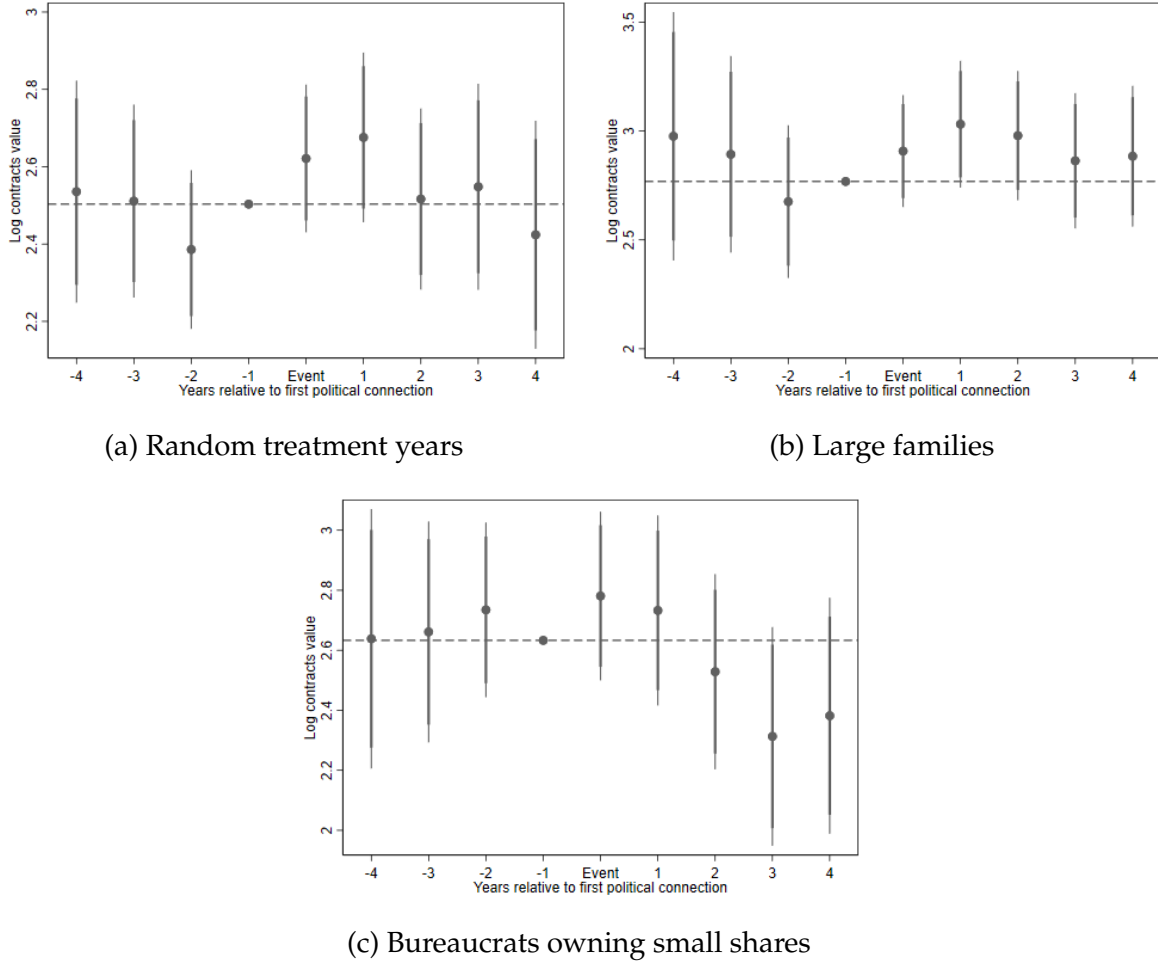 3
2.8
2.6
2.4
2.2
Log contracts value
-4 -3 -2 -1 Event 1 2 3 4
Years relative to first political connection
(a) Random treatment years
3.5
3
2.5
2
Log contracts value
-4 -3 -2 -1 Event 1 2 3 4
Years relative to first political connection
(b) Large families
3
2.8
2.6
2.4
2.2
2
Log contracts value
-4 -3 -2 -1 Event 1 2 3 4
Years relative to first political connection
(c) Bureaucrats owning small shares